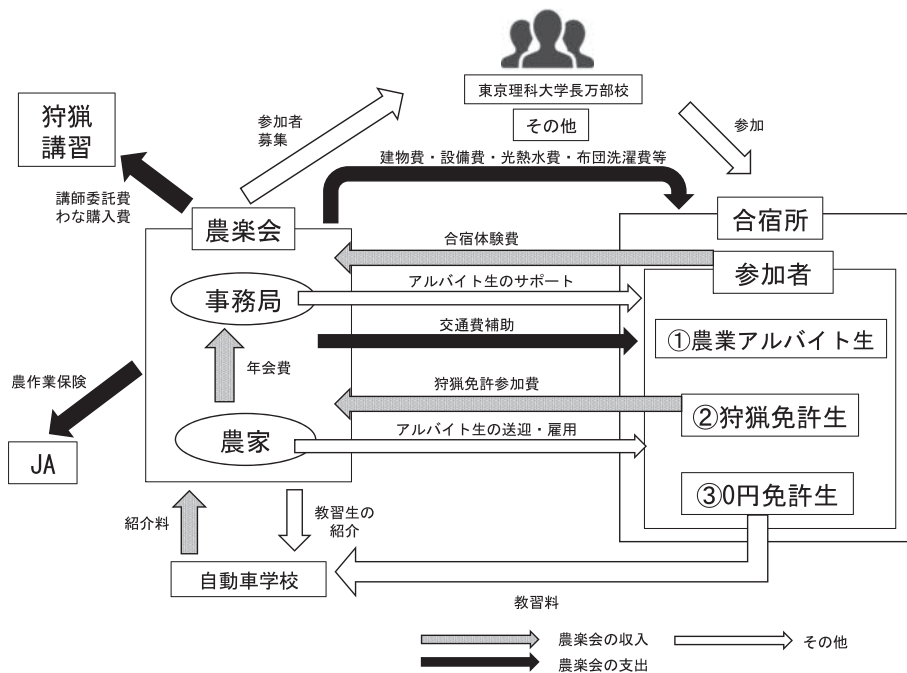 東京理科大学長万部校
その他
狩猟
講習
参加者
募集
参加
建物費・設備費・光熱水費・布団洗濯費等
講師委託費
わな購入費
農楽会
合宿所
合宿体験費
参加者
事務局
アルバイト生のサポート
交通費補助
①農業アルバイト生
年会費
農作業保険
狩猟免許参加費
②狩猟免許生
農家
アルバイト生の送迎・雇用
JA
③0円免許生
紹介料
教習生の
紹介
自動車学校
教習料
農楽会の収入
その他
農楽会の支出